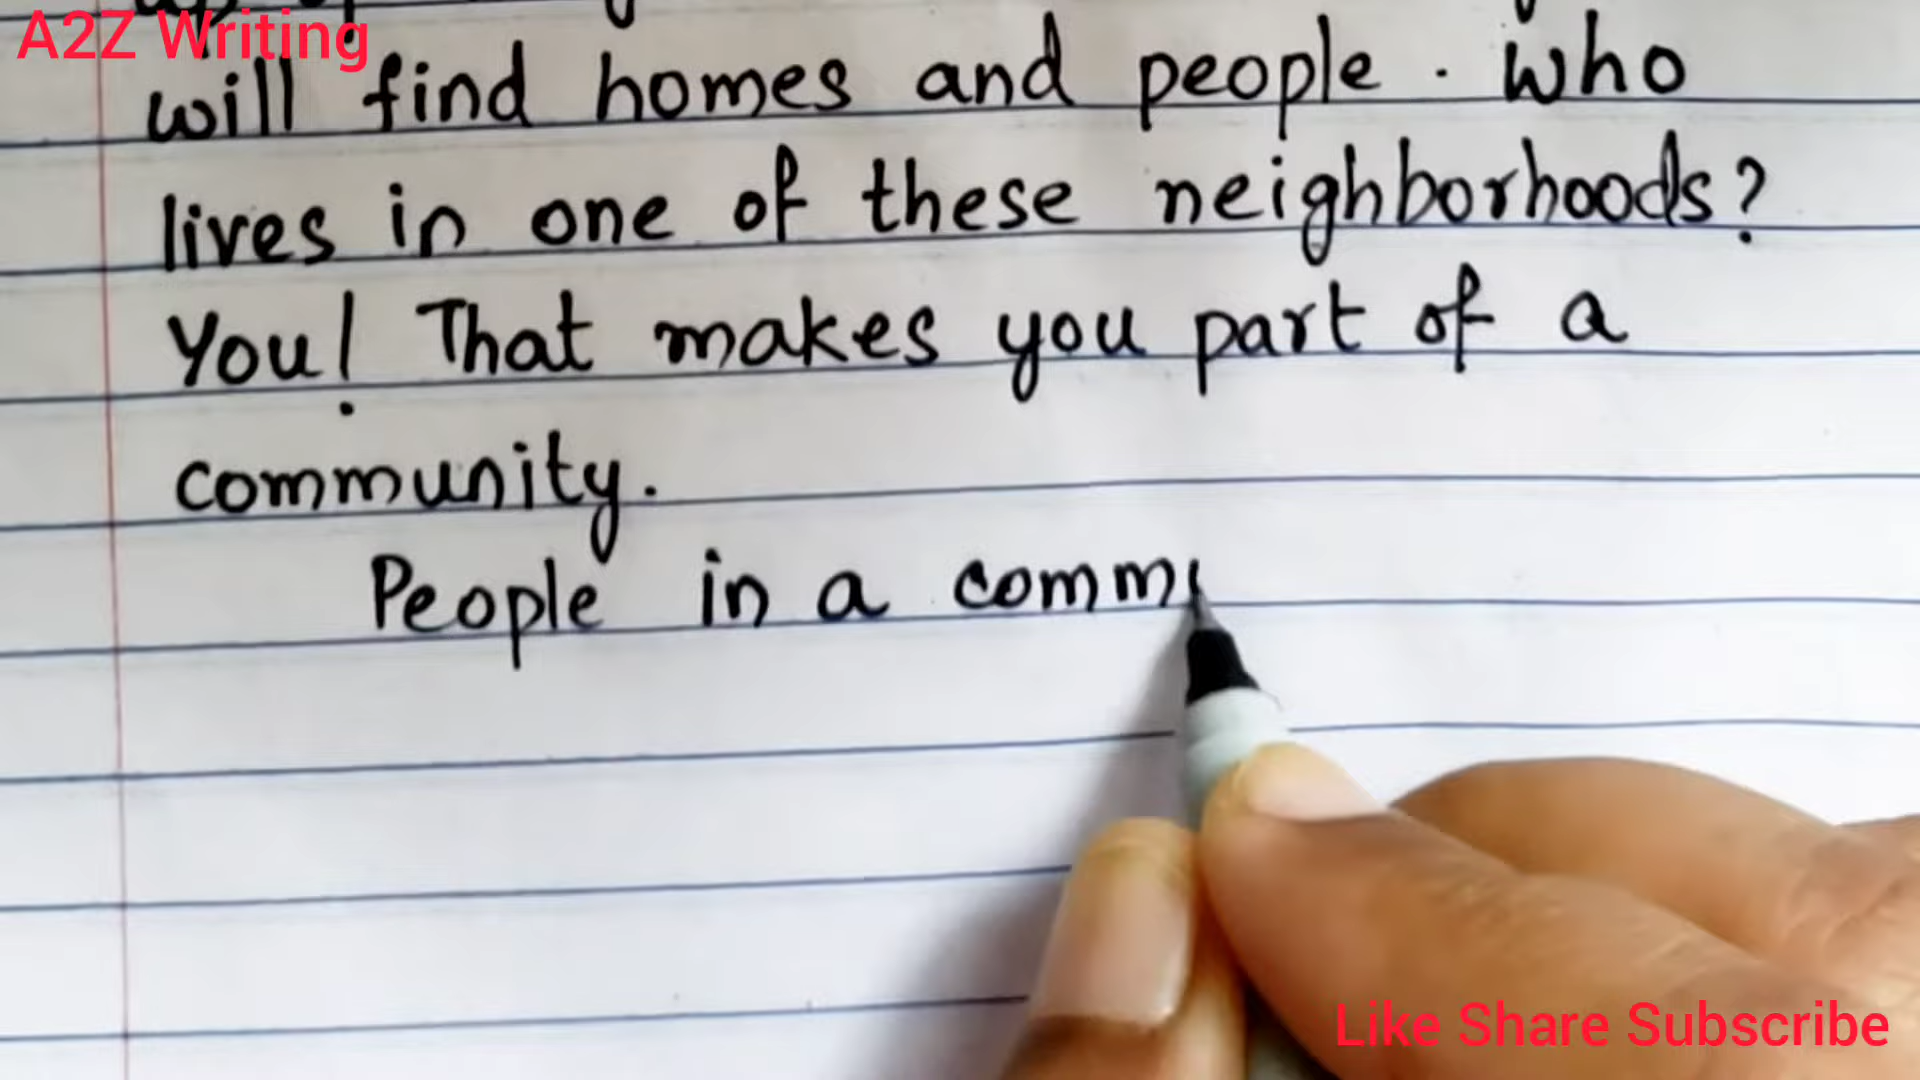 A2Z Writing
will find homes and people. Who
lives in one of these neighborhoods?
You! That makes you part of a
community.
People in a comm
Like Share Subscribe